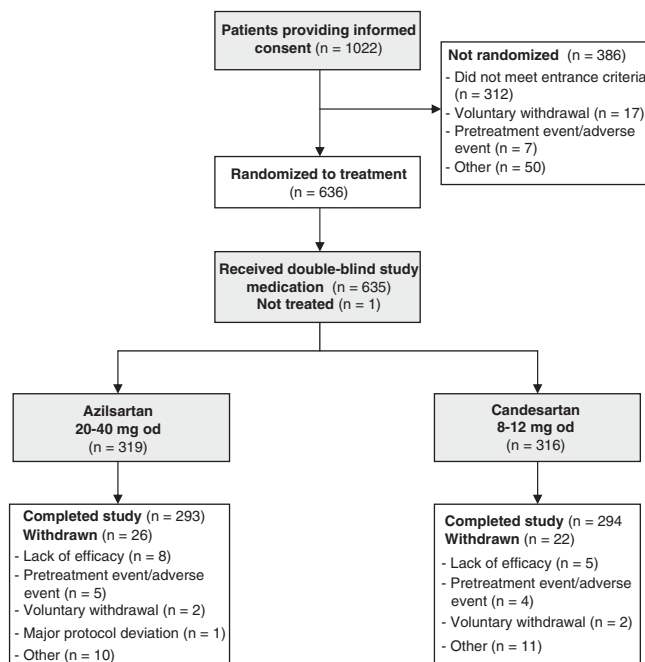 Patients providing informed
consent (n = 1022)
Not randomized (n = 386)
- Did not meet entrance criteria
(n = 312)
- Voluntary withdrawal (n = 17)
- Pretreatment event/adverse
event (n = 7)
- Other (n = 50)
Randomized to treatment
(n = 636)
Received double-blind study
medication (n = 635)
Not treated (n = 1)
Azilsartan
20-40 mg od
(n = 319)
Candesartan
8-12 mg od
(n = 316)
Completed study (n = 293)
Withdrawn (n = 26)
- Lack of efficacy (n = 8)
- Pretreatment event/adverse
event (n = 5)
- Voluntary withdrawal (n = 2)
- Major protocol deviation (n = 1)
- Other (n = 10)
Completed study (n = 294
Withdrawn (n = 22)
- Lack of efficacy (n = 5)
- Pretreatment event/adverse
event (n = 4)
- Voluntary withdrawal (n = 2)
- Other (n = 11)